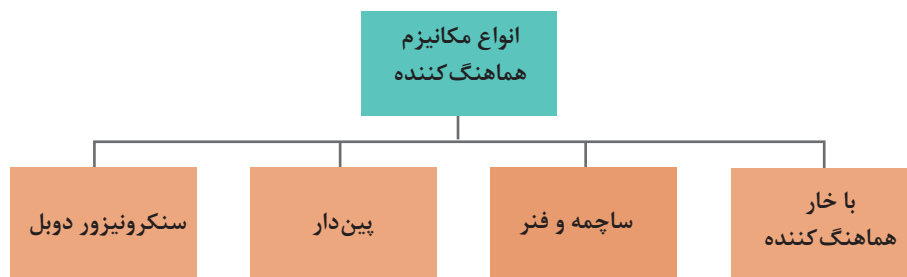 انواع مکانیزم
هماهنگ‌کننده
با خار
هماهنگ‌کننده
ساچمه و فنر
پین‌دار
سنکرونیزور دوبل